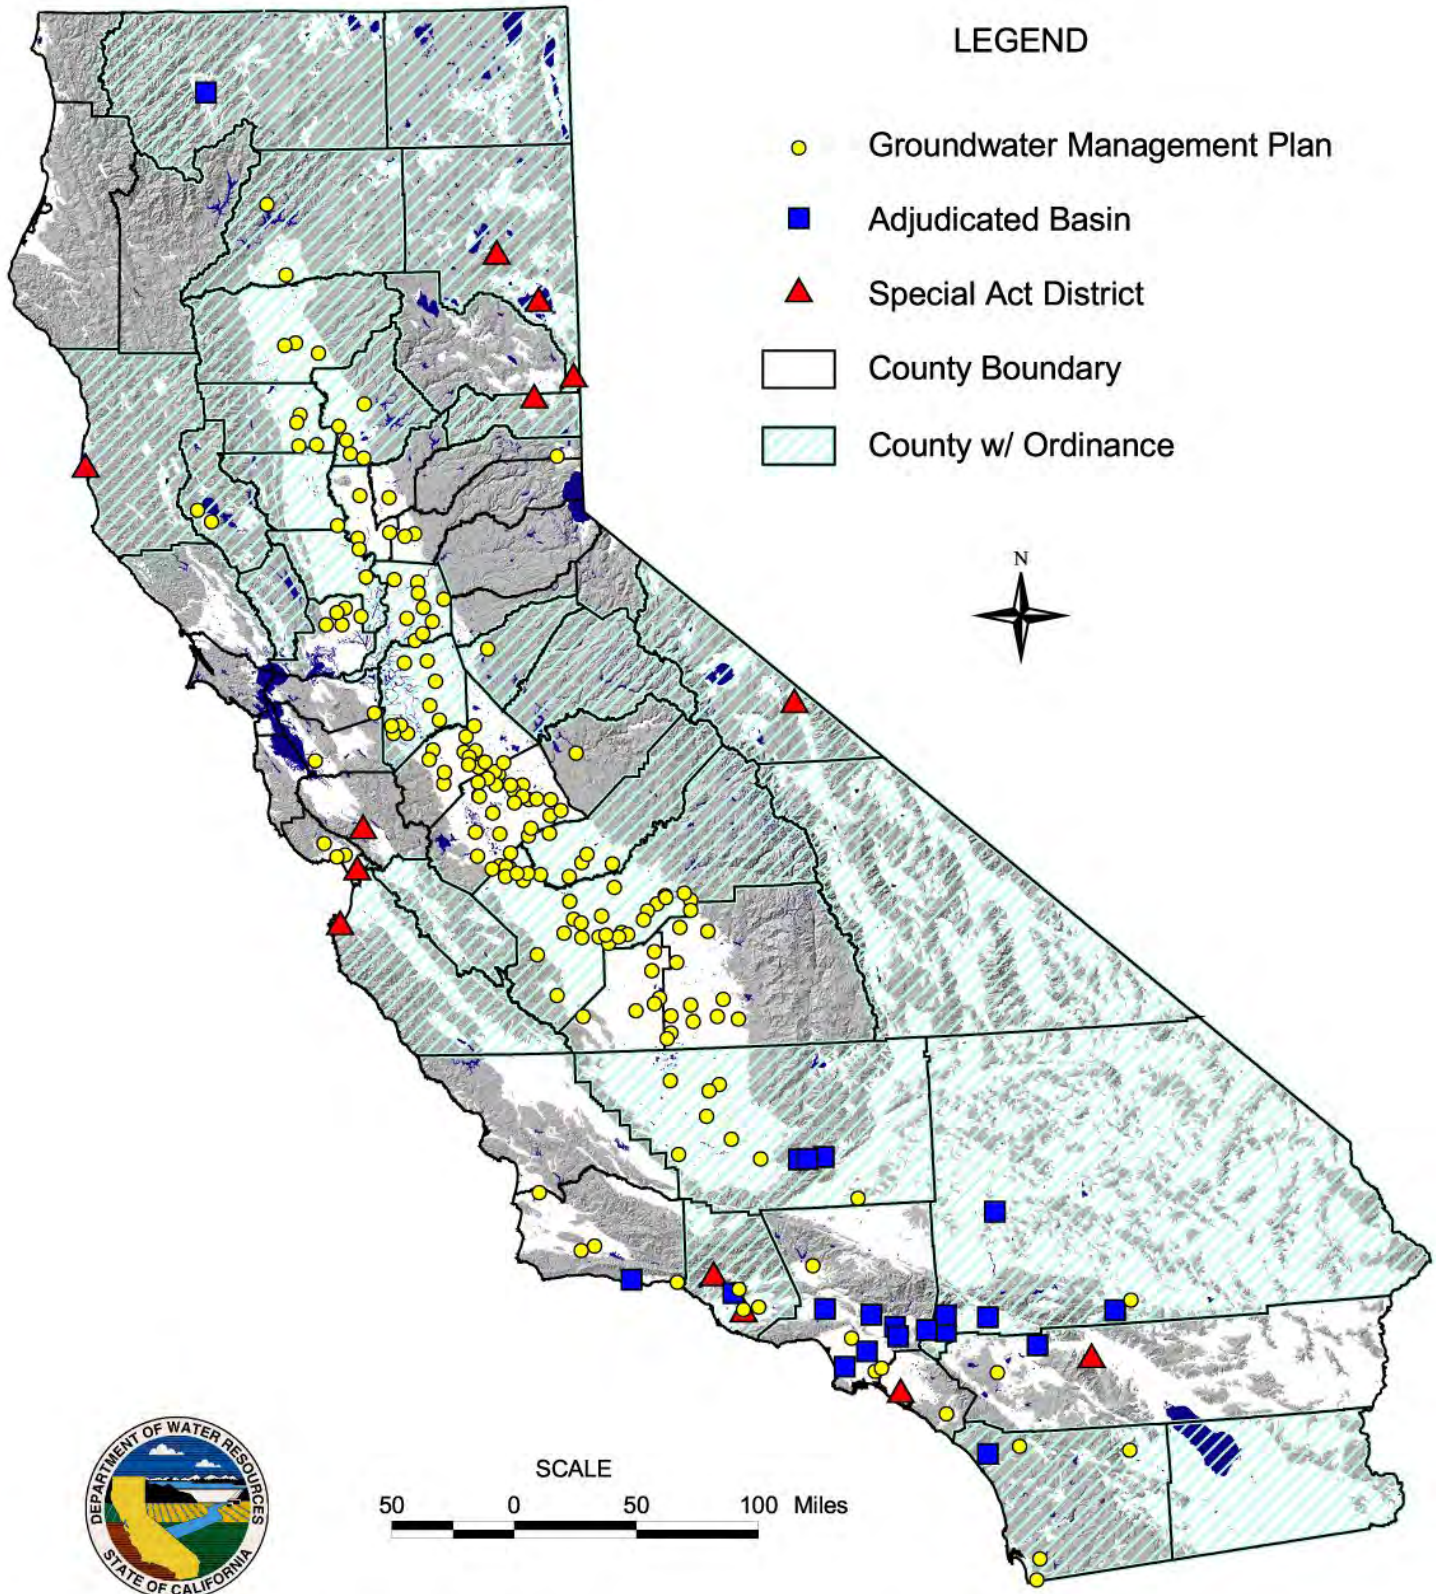 LEGEND
Groundwater Management Plan
Adjudicated Basin
Special Act District
County Boundary
County w/ Ordinance
N
SCALE
50 0 50 100 Miles
DEPARTMENT OF WATER RESOURCES
STATE OF CALIFORNIA